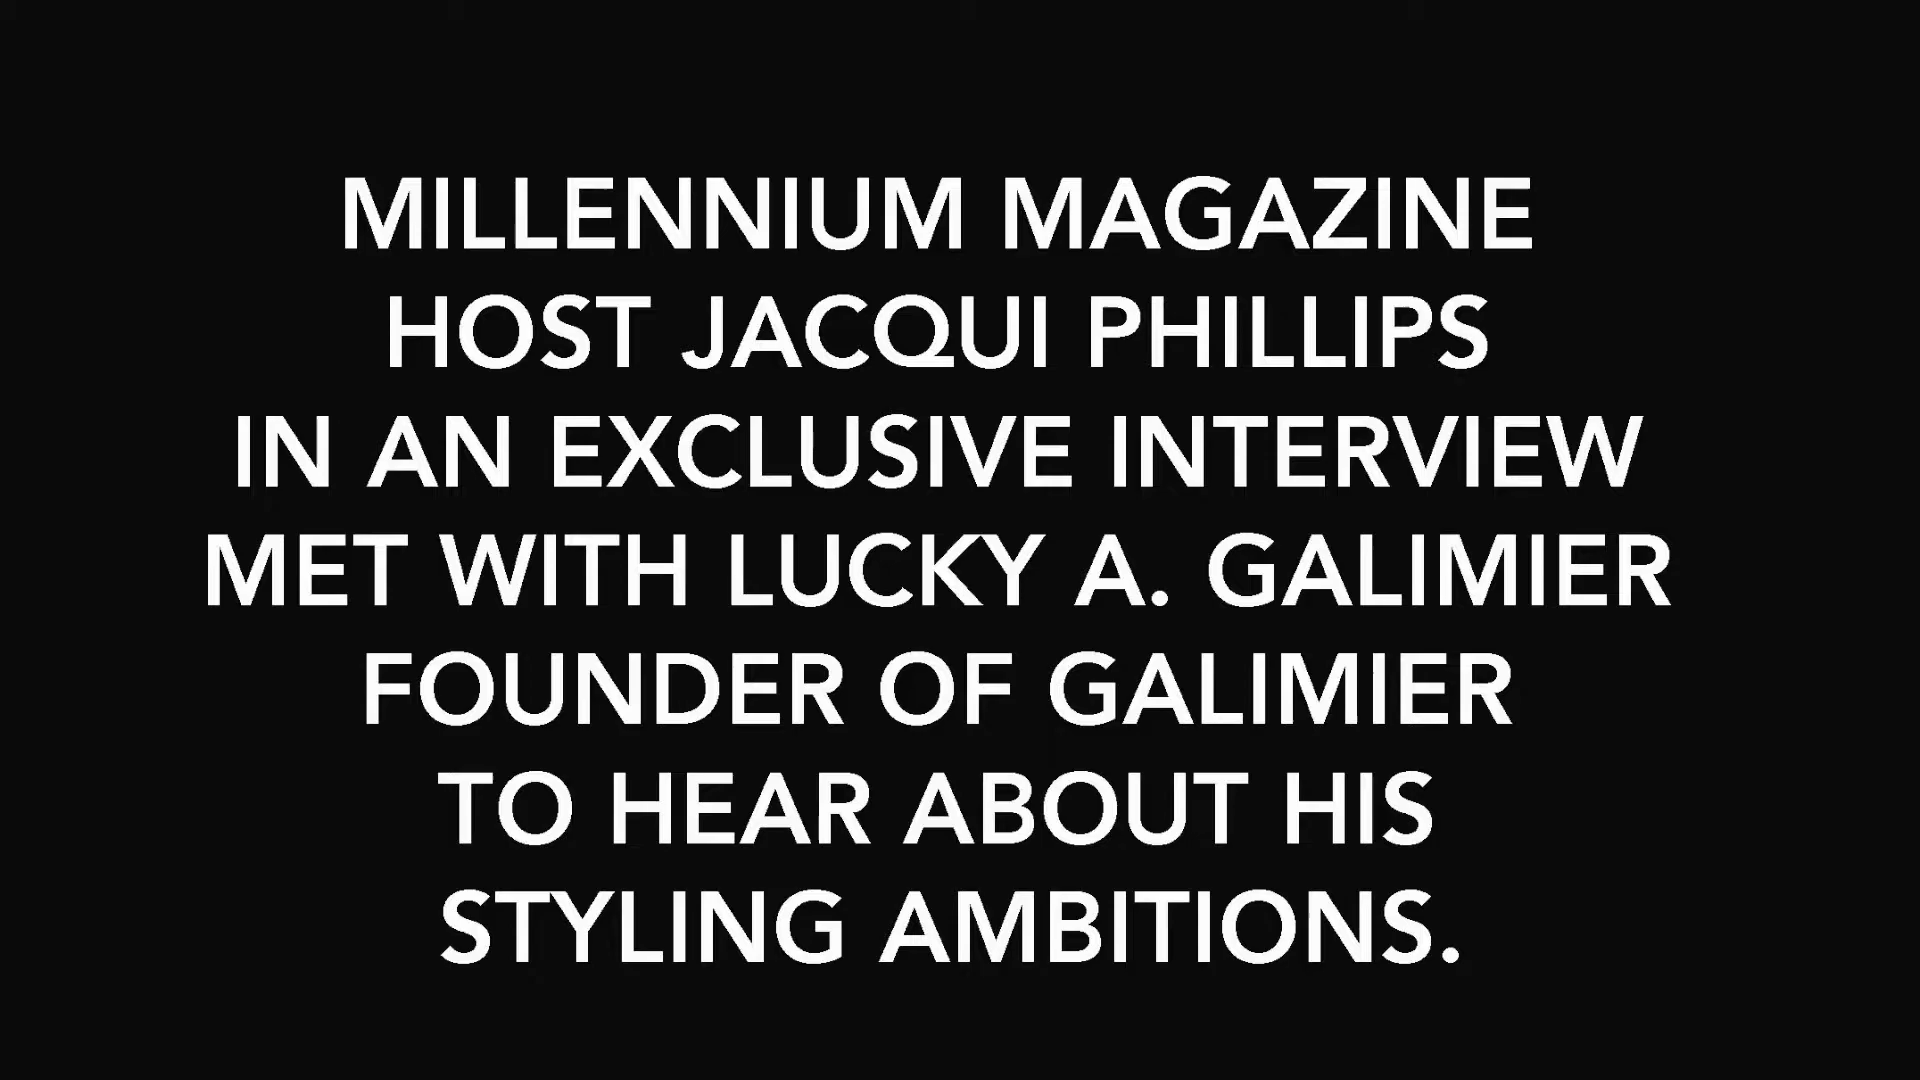 MILLENNIUM MAGAZINE
HOST JACQUI PHILLIPS
IN AN EXCLUSIVE INTERVIEW
MET WITH LUCKY A. GALIMIER
FOUNDER OF GALIMIER
TO HEAR ABOUT HIS
STYLING AMBITIONS.